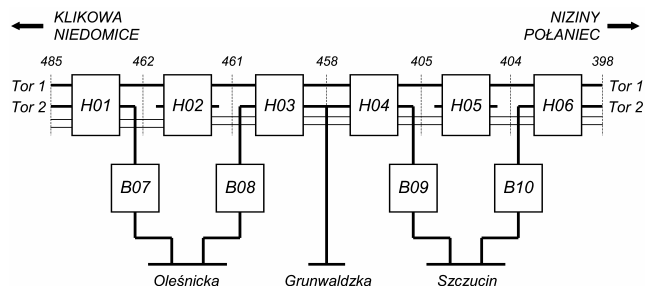 KLIKOWA
NIEDOMICE
NIZINY
POŁANIEC
485 462 461 458 405 404 398
Tor 1 Tor 1
Tor 2 Tor 2
H01 H02 H03 H04 H05 H06
B07 B08 B09 B10
Oleśnicka Grunwaldzka Szczucin